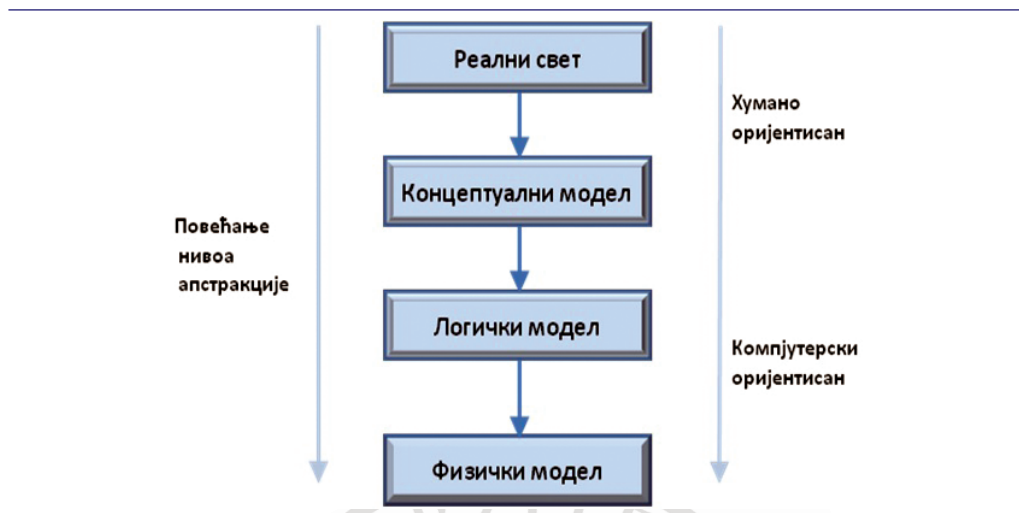 Реални свет
Хумано
оријентисан
Концептуални модел
Повећање
нивоа
апстракције
Логички модел
Компјутерски
оријентисан
Физички модел